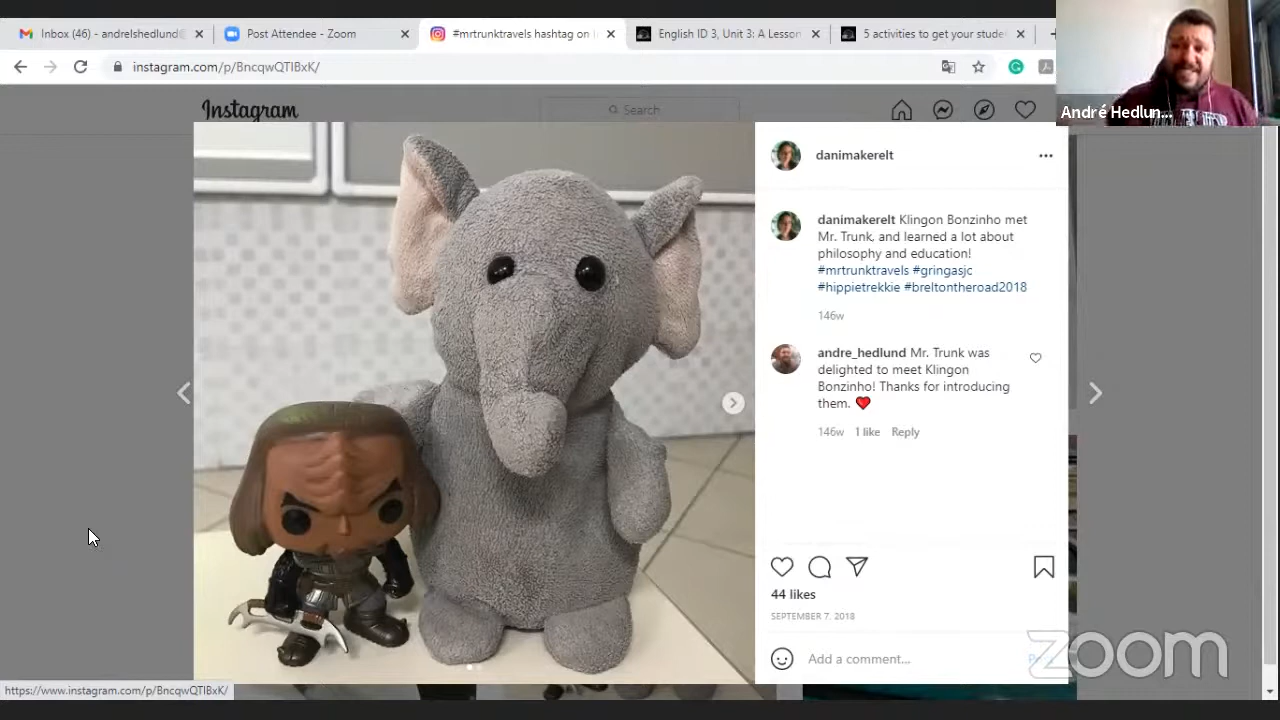 Inbox (46) - andrelshedlund@
Post Attendee - Zoom
#mrtrunktravels hashtag on
English ID 3, Unit 3: A Lesson
5 activities to get your stude
instagram.com/p/BncqwQTIBxK/
André Hedlun...
Instagram
Search
danimakerelt
danimakerelt Klingon Bonzinho met
Mr. Trunk, and learned a lot about
philosophy and education!
#mrtrunktravels #gringasjc
#hippietrekkie #breltontheroad2018
146w
andre_hedlund Mr. Trunk was
delighted to meet Klingon
Bonzinho! Thanks for introducing
them. ❤️
146w 1 like Reply
44 likes
SEPTEMBER 7, 2018
Add a comment...
zoom
https://www.instagram.com/p/BncqwQTIBxK/